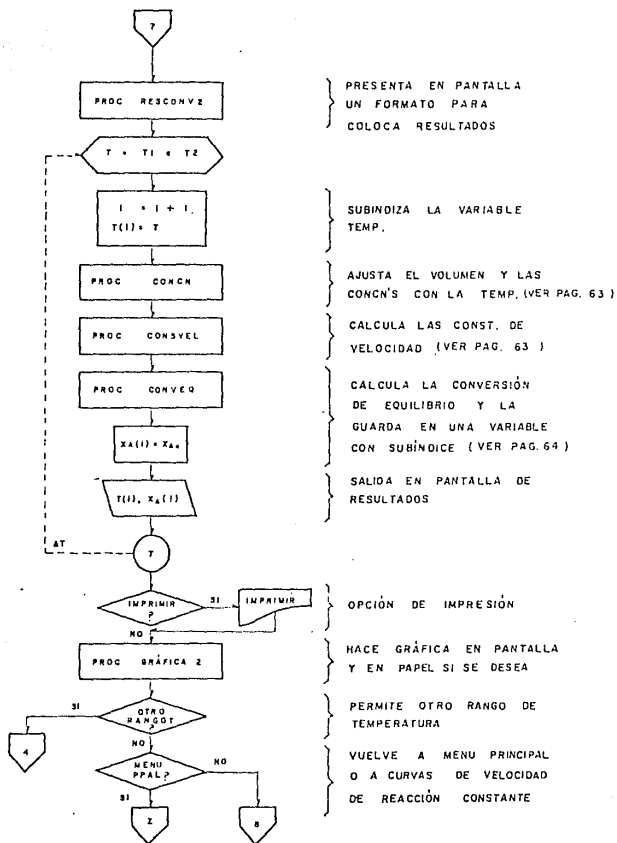 7
PROC RESCONV2
PRESENTA EN PANTALLA
UN FORMATO PARA
COLOCA RESULTADOS
T = T1 a T2
I = I + 1
T(I) = T
SUBINDIZA LA VARIABLE
TEMP.
PROC CONCN
AJUSTA EL VOLUMEN Y LAS
CONCN'S CON LA TEMP. (VER PAG. 63)
PROC CONSVEL
CALCULA LAS CONST. DE
VELOCIDAD (VER PAG. 63)
PROC CONVEQ
CALCULA LA CONVERSIÓN
DE EQUILIBRIO Y LA
GUARDA EN UNA VARIABLE
CON SUBÍNDICE (VER PAG. 64)
XA(I) = XAe
T(I), XA(I)
SALIDA EN PANTALLA DE
RESULTADOS
ΔT
T
IMPRIMIR
?
SI
IMPRIMIR
NO
OPCIÓN DE IMPRESIÓN
PROC GRÁFICA 2
HACE GRÁFICA EN PANTALLA
Y EN PAPEL SI SE DESEA
SI
OTRO
RANGO T
?
PERMITE OTRO RANGO DE
TEMPERATURA
4
NO
MENU
PPAL?
NO
SI
VUELVE A MENU PRINCIPAL
O A CURVAS DE VELOCIDAD
DE REACCIÓN CONSTANTE
8